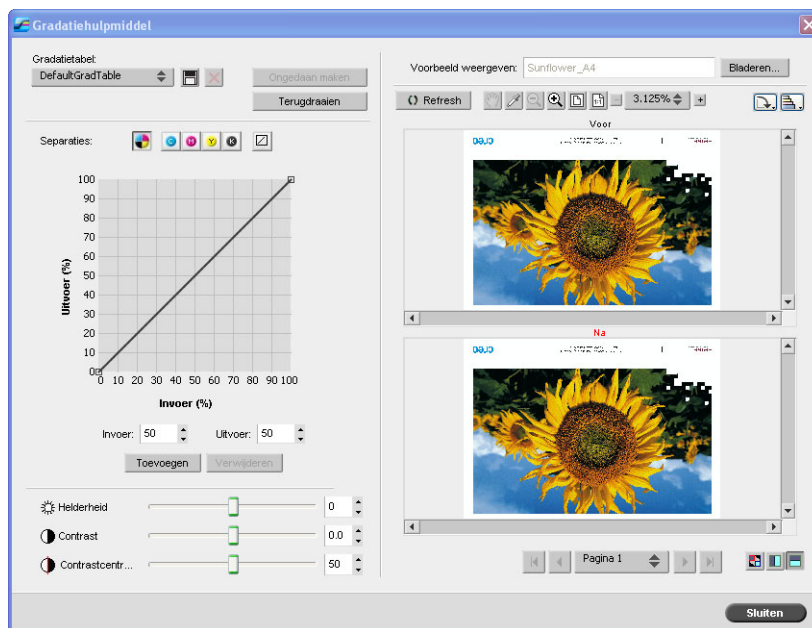 Gradatiehulpmiddel
Gradatietabel:
DefaultGradTable
Ongedaan maken
Terugdraaien
Separaties:
C M Y K
100
90
80
70
60
50
40
30
20
10
0
Uitvoer (%)
0 10 20 30 40 50 60 70 80 90 100
Invoer (%)
Invoer: 50 Uitvoer: 50
Toevoegen Verwijderen
Helderheid 0
Contrast 0.0
Contrastcentr... 50
Voorbeeld weergeven: Sunflower_A4 Bladeren...
Refresh 3.125%
Voor
Na
Pagina 1
Sluiten